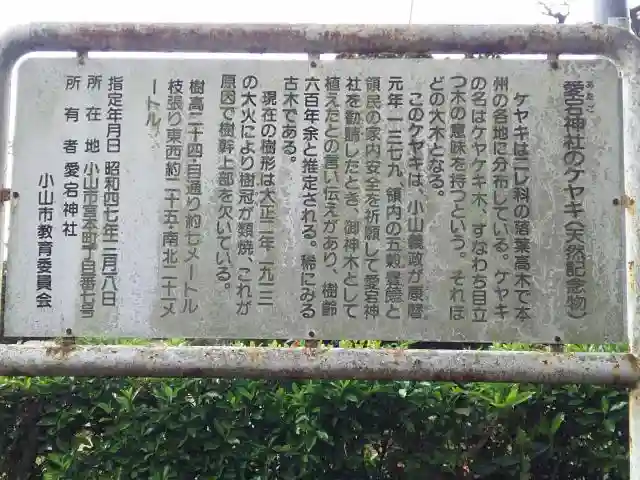 愛宕神社のケヤキ(天然記念物)
あたご
ケヤキはニレ科の落葉高木で本
州の各地に分布している。ケヤキ
の名はケヤケキ木、すなわち目立
つ木の意味を持つという。それほ
どの大木となる。
このケヤキは、小山義政が康暦
元年一三七九、領内の五穀豊饒と
領民の家内安全を祈願して愛宕神
社を勧請したとき、御神木として
植えたとの言い伝えがあり、樹齢
六百年余と推定される。稀にみる
古木である。
現在の樹形は大正二年一九一三
の大火により樹冠が類焼、これが
原因で樹幹上部を欠いている。
樹高二十四・目通り約七メートル
枝張り東西約二十五・南北二十一メ
ートル
指定年月日 昭和四七年二月一八日
所在地 小山市宮本町一丁目一番七号
所有者 愛宕神社
小山市教育委員会